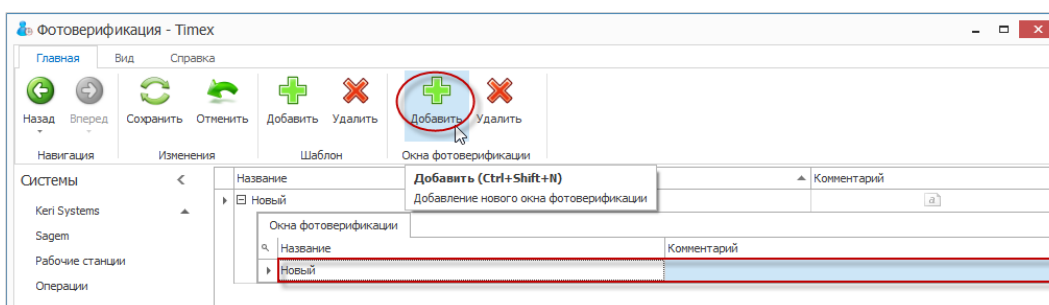 Фотоверификация - Timex
Главная Вид Справка
Назад Вперед Сохранить Отменить Добавить Удалить Добавить Удалить
Навигация Изменения Шаблон Окна фотоверификации
Системы
Название Комментарий
Добавить (Ctrl+Shift+N)
Добавление нового окна фотоверификации
Новый a
Keri Systems
Окна фотоверификации
Sagem
Название Комментарий
Рабочие станции
Новый
Операции